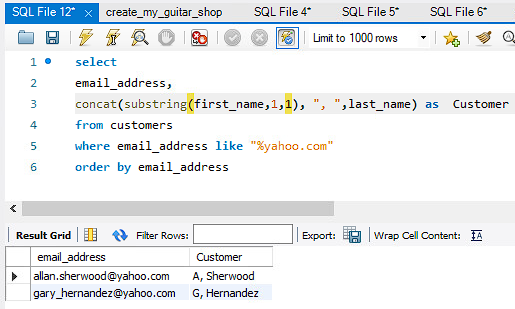 SQL File 12* × create_my_guitar_shop SQL File 4* SQL File 5* SQL File 6*
Limit to 1000 rows
1 select
2 email_address,
3 concat(substring(first_name,1,1), ", ",last_name) as Customer
4 from customers
5 where email_address like "%yahoo.com"
6 order by email_address
Result Grid Filter Rows: Export: Wrap Cell Content: IA
email_address Customer
allan.sherwood@yahoo.com A, Sherwood
gary_hernandez@yahoo.com G, Hernandez